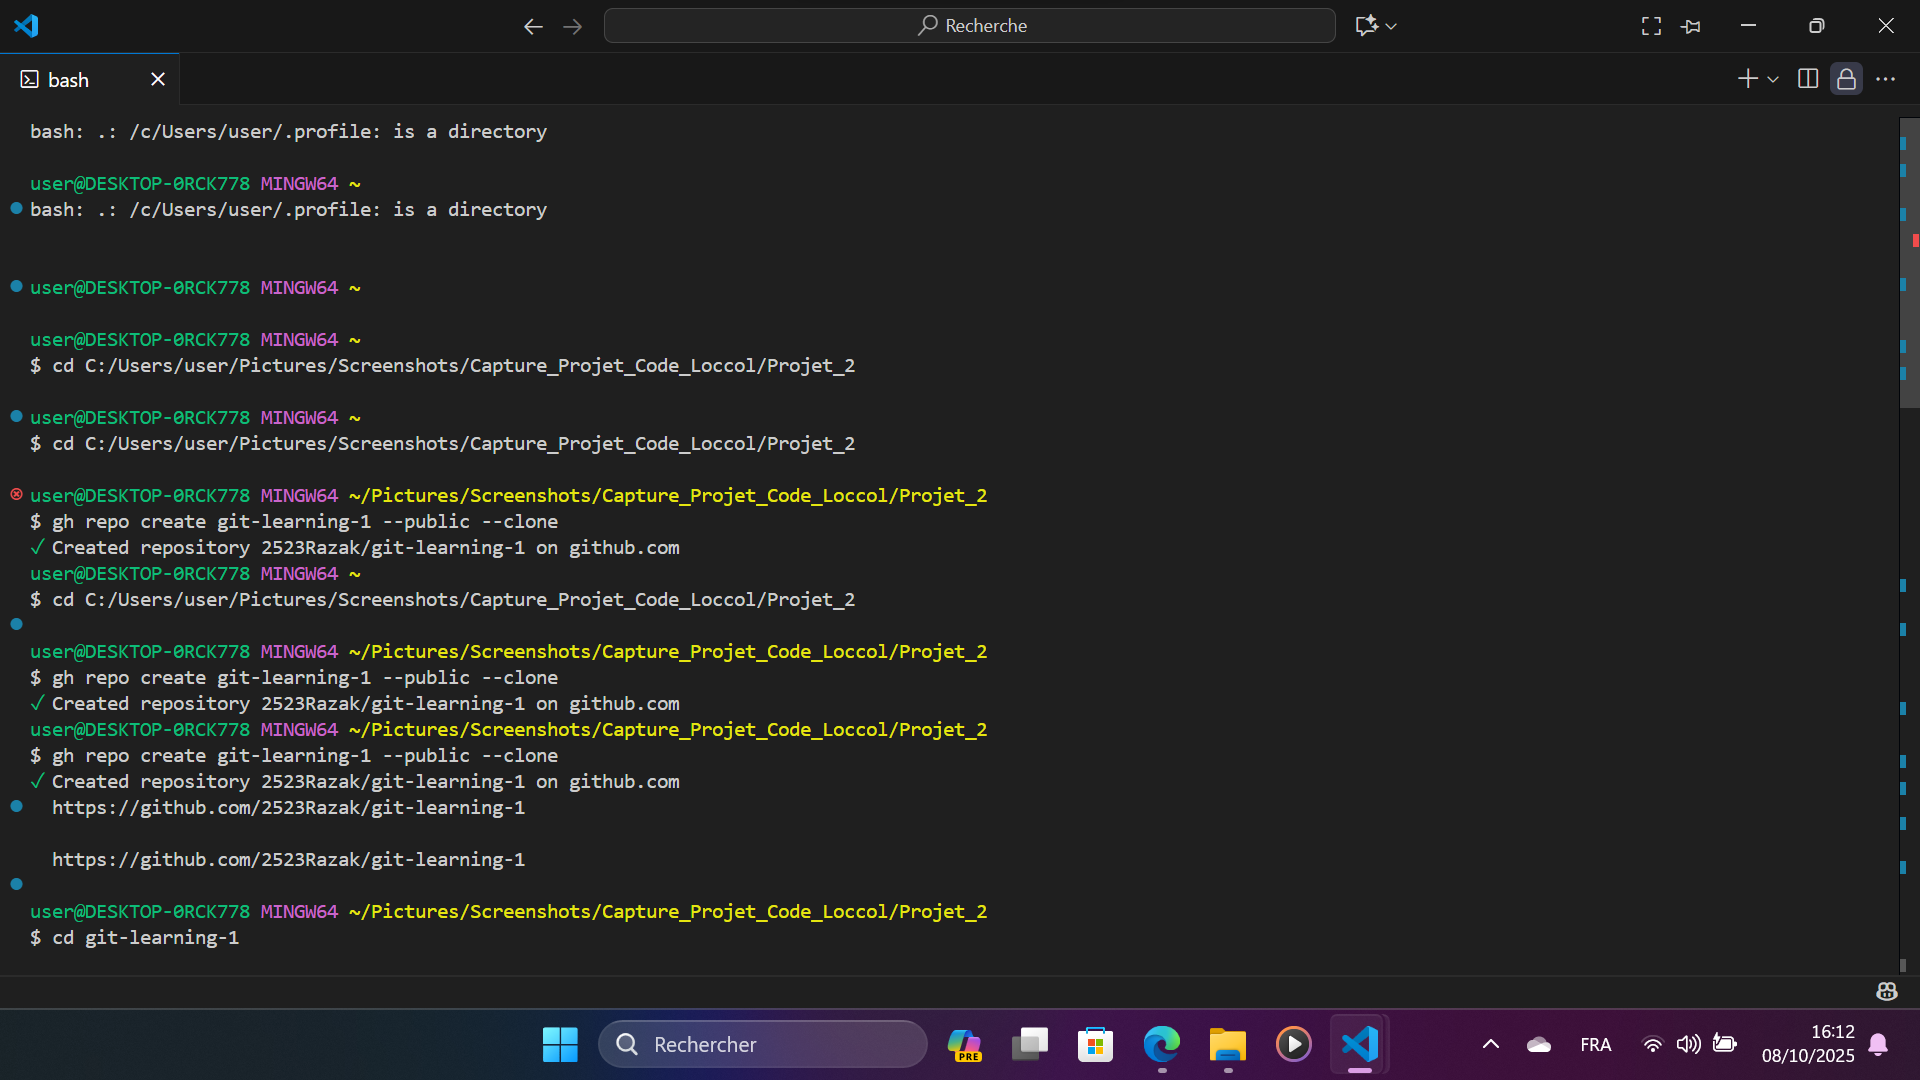 Recherche
bash
bash: .: /c/Users/user/.profile: is a directory
user@DESKTOP-0RCK778 MINGW64 ~
bash: .: /c/Users/user/.profile: is a directory
user@DESKTOP-0RCK778 MINGW64 ~
user@DESKTOP-0RCK778 MINGW64 ~
$ cd C:/Users/user/Pictures/Screenshots/Capture_Projet_Code_Loccol/Projet_2
user@DESKTOP-0RCK778 MINGW64 ~
$ cd C:/Users/user/Pictures/Screenshots/Capture_Projet_Code_Loccol/Projet_2
user@DESKTOP-0RCK778 MINGW64 ~/Pictures/Screenshots/Capture_Projet_Code_Loccol/Projet_2
$ gh repo create git-learning-1 --public --clone
✓ Created repository 2523Razak/git-learning-1 on github.com
user@DESKTOP-0RCK778 MINGW64 ~
$ cd C:/Users/user/Pictures/Screenshots/Capture_Projet_Code_Loccol/Projet_2
user@DESKTOP-0RCK778 MINGW64 ~/Pictures/Screenshots/Capture_Projet_Code_Loccol/Projet_2
$ gh repo create git-learning-1 --public --clone
✓ Created repository 2523Razak/git-learning-1 on github.com
user@DESKTOP-0RCK778 MINGW64 ~/Pictures/Screenshots/Capture_Projet_Code_Loccol/Projet_2
$ gh repo create git-learning-1 --public --clone
✓ Created repository 2523Razak/git-learning-1 on github.com
https://github.com/2523Razak/git-learning-1
https://github.com/2523Razak/git-learning-1
user@DESKTOP-0RCK778 MINGW64 ~/Pictures/Screenshots/Capture_Projet_Code_Loccol/Projet_2
$ cd git-learning-1
Rechercher
PRE
FRA
16:12
08/10/2025